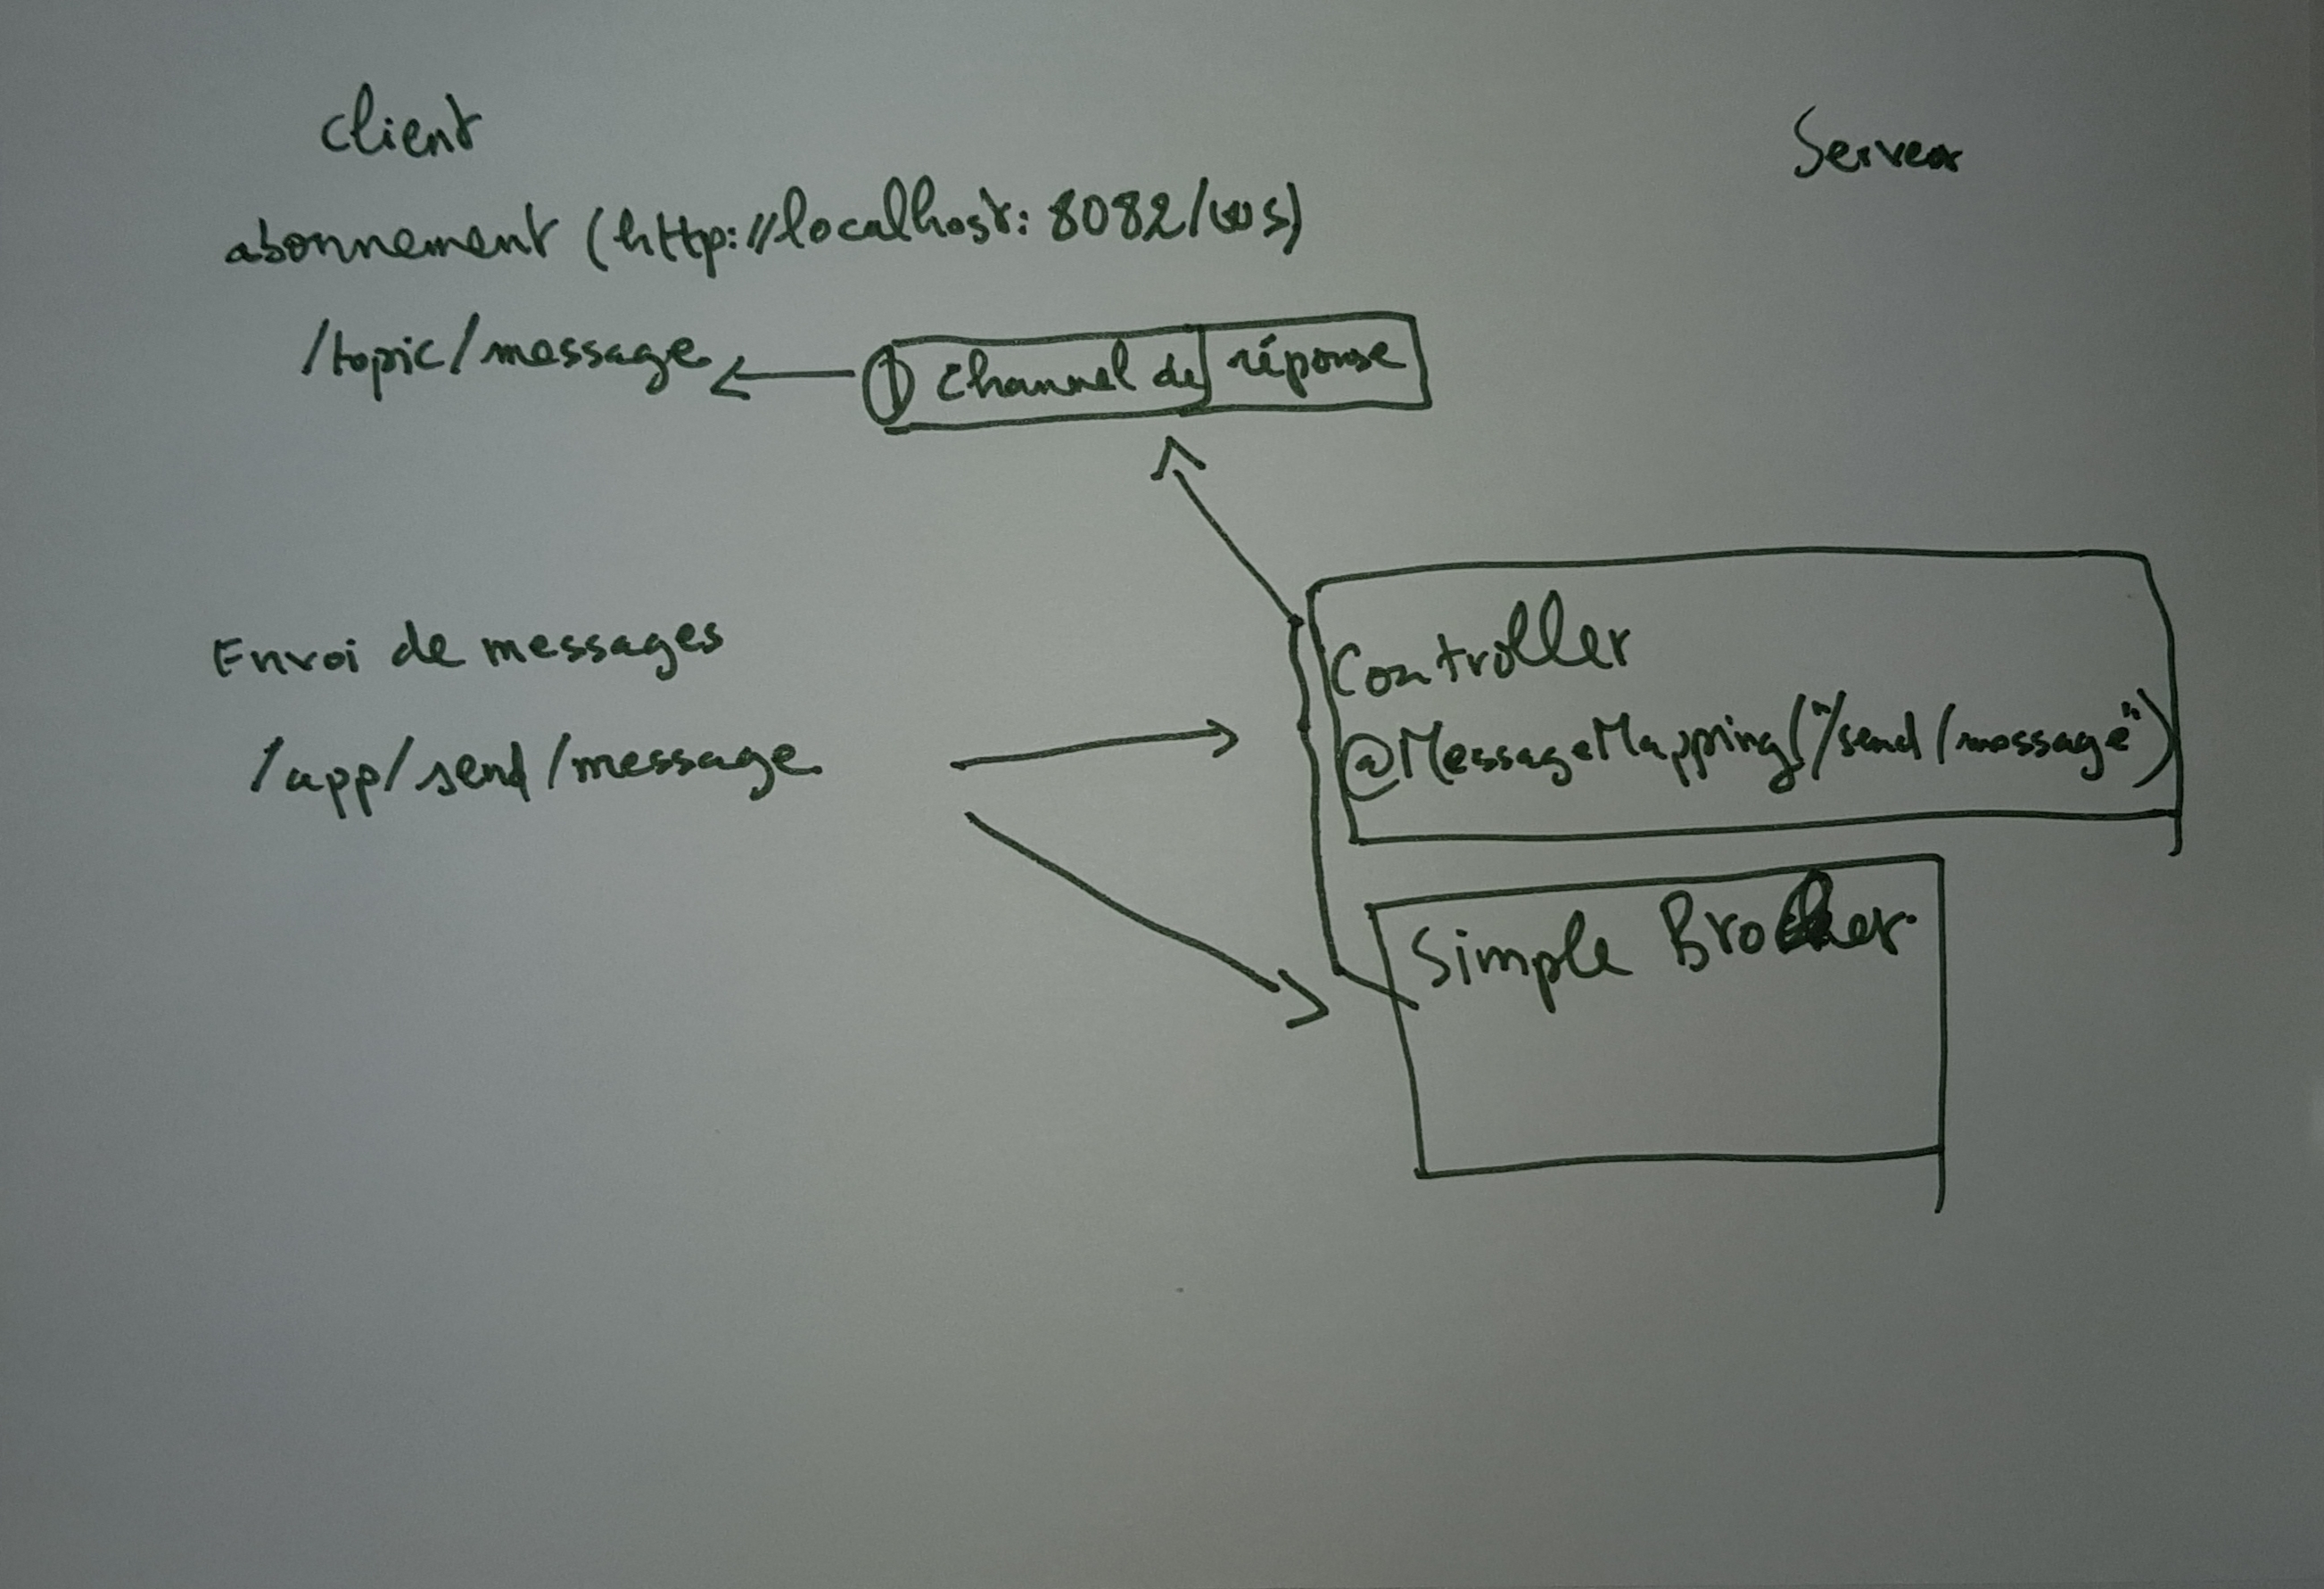 Client
Server
abonnement (http://localhost:8082/ws)
/topic/message
① Channel de réponse
Envoi de messages
/app/send/message
Controller
@MessageMapping("/send/message")
Simple Broker